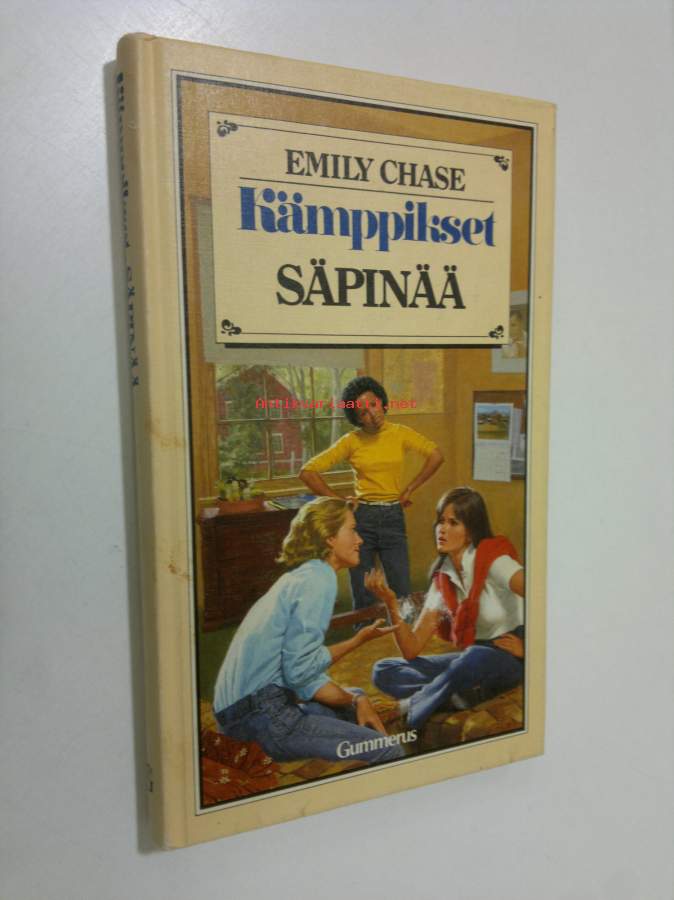 EMILY CHASE
Kämppikset
SÄPINÄÄ
Antikvariaatti.net
Gummerus